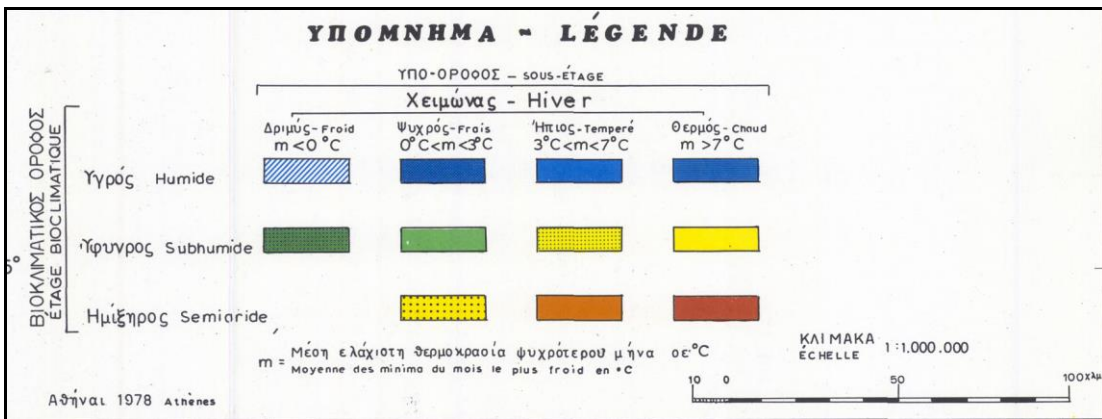 ΥΠΟΜΝΗΜΑ - LÉGENDE
ΥΠΟ-ΟΡΟΦΟΣ — SOUS-ÉTAGE
Χειμώνας - Hiver
Δριμύς-Froid Ψυχρός-Frais Ήπιος-Temperé Θερμός-Chaud
m<0°C 0°C<m<3°C 3°C<m<7°C m>7°C
ΒΙΟΚΛΙΜΑΤΙΚΟΣ ΟΡΟΦΟΣ
ÉTAGE BIOCLIMATIQUE
Υγρός Humide
Ύφυγρος Subhumide
Ημίξηρος Semiaride
m = Μέση ελάχιστη θερμοκρασία ψυχρότερου μήνα σε °C
Moyenne des minima du mois le plus froid en °C
ΚΛΙΜΑΚΑ
ÉCHELLE 1:1.000.000
10 0 50 100χλμ
Αθήναι 1978 Athènes